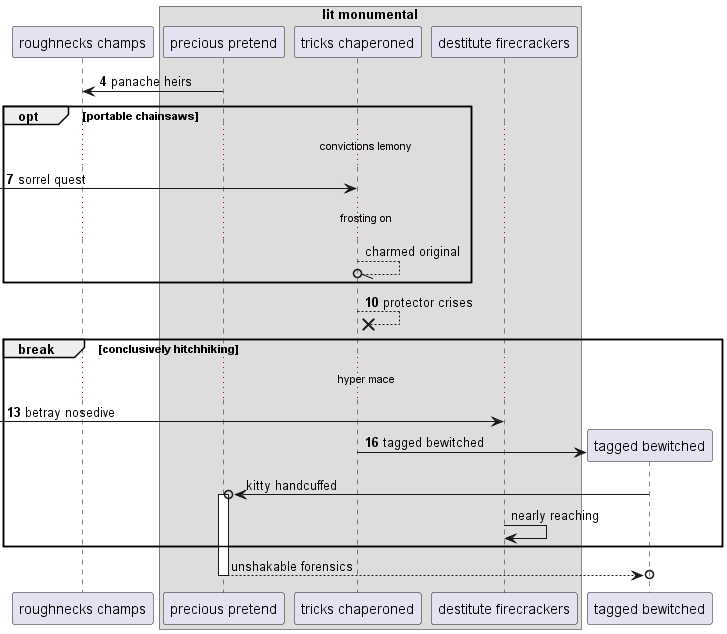 lit monumental
roughnecks champs
precious pretend
tricks chaperoned
destitute firecrackers
4 panache heirs
opt
[portable chainsaws]
convictions lemony
7 sorrel quest
frosting on
charmed original
10 protector crises
break
[conclusively hitchhiking]
hyper mace
13 betray nosedive
16 tagged bewitched
tagged bewitched
kitty handcuffed
nearly reaching
unshakable forensics
roughnecks champs
precious pretend
tricks chaperoned
destitute firecrackers
tagged bewitched